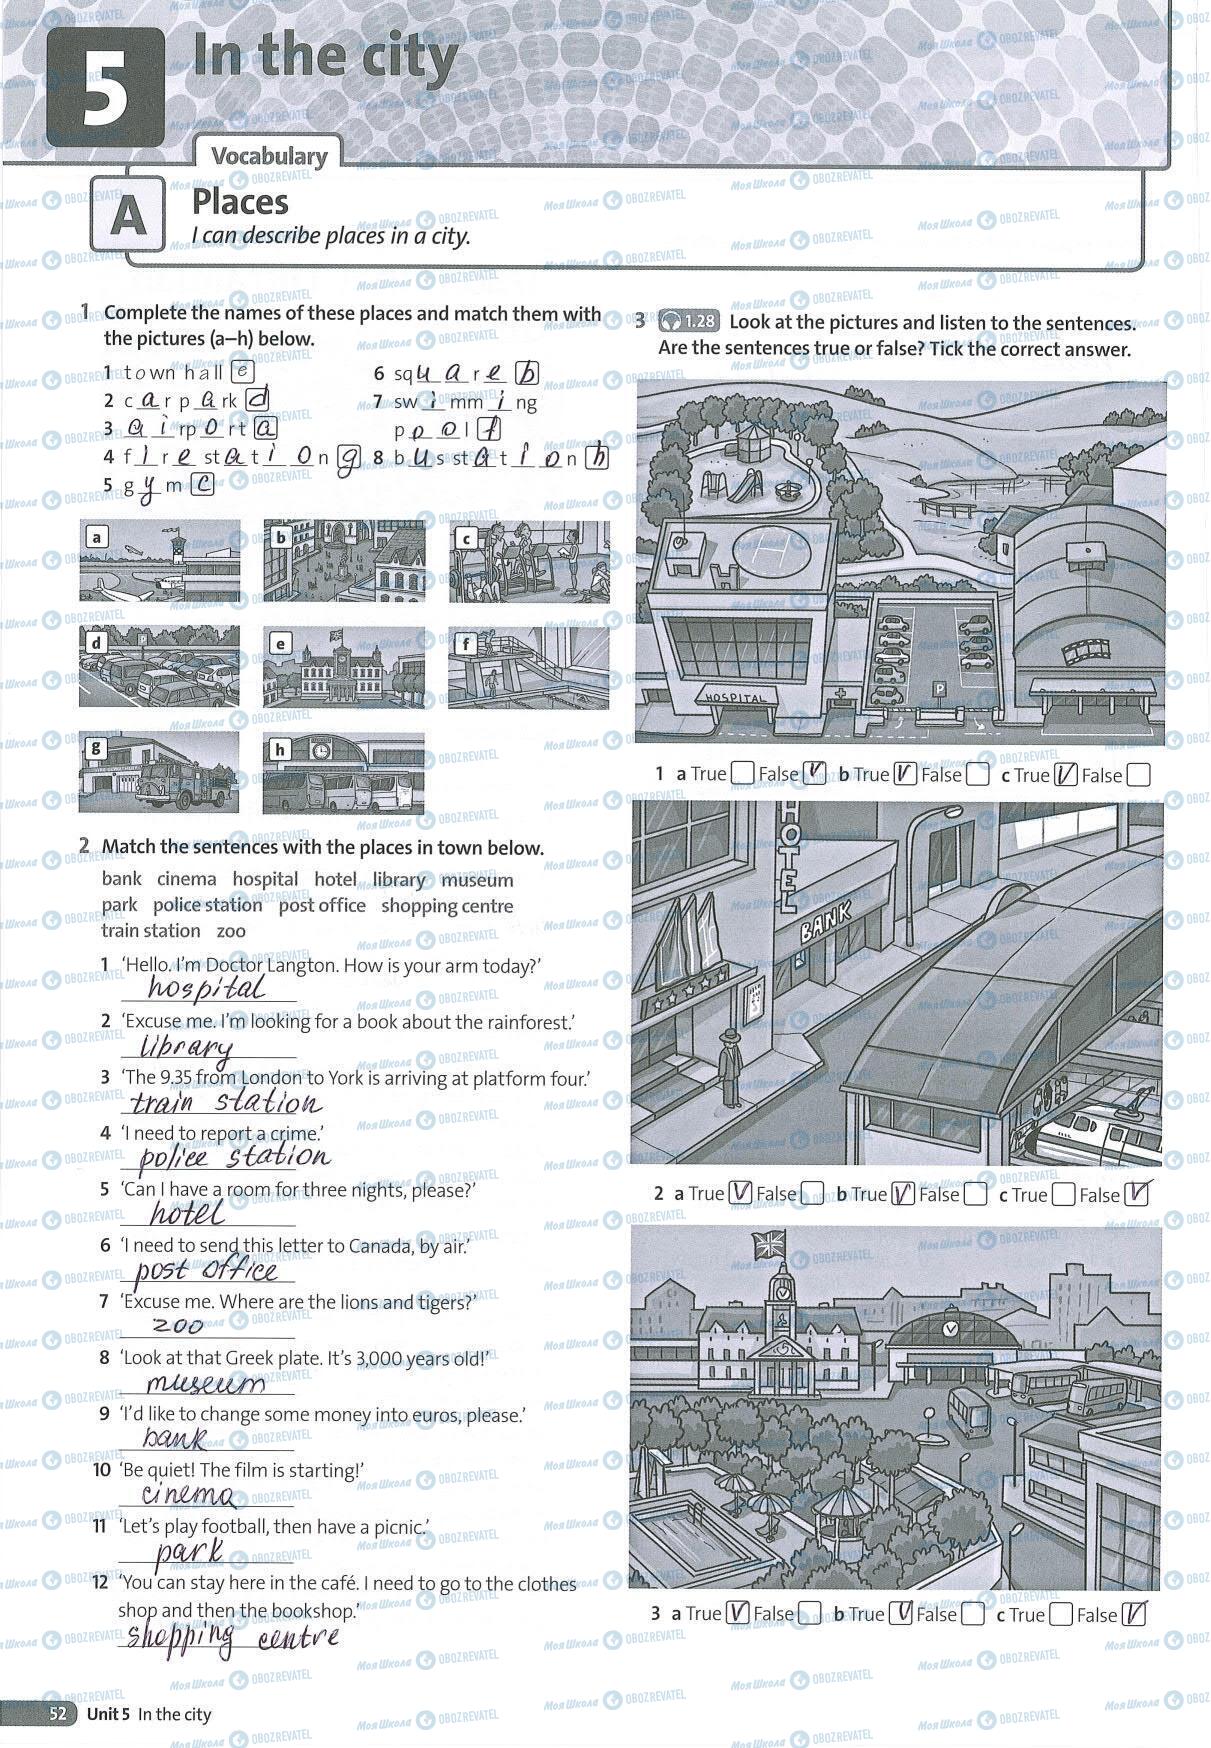 5
In the city
Vocabulary
A
Places
I can describe places in a city.
1 Complete the names of these places and match them with
the pictures (a–h) below.
1 town hall e
2 car park d
3 airport a
4 fire station g
5 gym c
6 square b
7 swimming
pool f
8 bus station h
a
b
c
d
e
f
g
h
2 Match the sentences with the places in town below.
bank cinema hospital hotel library museum
park police station post office shopping centre
train station zoo
1 ‘Hello. I’m Doctor Langton. How is your arm today?’
hospital
2 ‘Excuse me. I’m looking for a book about the rainforest.’
library
3 ‘The 9.35 from London to York is arriving at platform four.’
train station
4 ‘I need to report a crime.’
police station
5 ‘Can I have a room for three nights, please?’
hotel
6 ‘I need to send this letter to Canada, by air.’
post office
7 ‘Excuse me. Where are the lions and tigers?’
zoo
8 ‘Look at that Greek plate. It’s 3,000 years old!’
museum
9 ‘I’d like to change some money into euros, please.’
bank
10 ‘Be quiet! The film is starting!’
cinema
11 ‘Let’s play football, then have a picnic.’
park
12 ‘You can stay here in the café. I need to go to the clothes
shop and then the bookshop.’
shopping centre
3 1.28 Look at the pictures and listen to the sentences.
Are the sentences true or false? Tick the correct answer.
HOSPITAL
P
1 a True False V b True V False c True V False
HOTEL
BANK
2 a True V False b True V False c True False V
3 a True V False b True V False c True False V
52 Unit 5 In the city
Моя Школа OBOZREVATEL